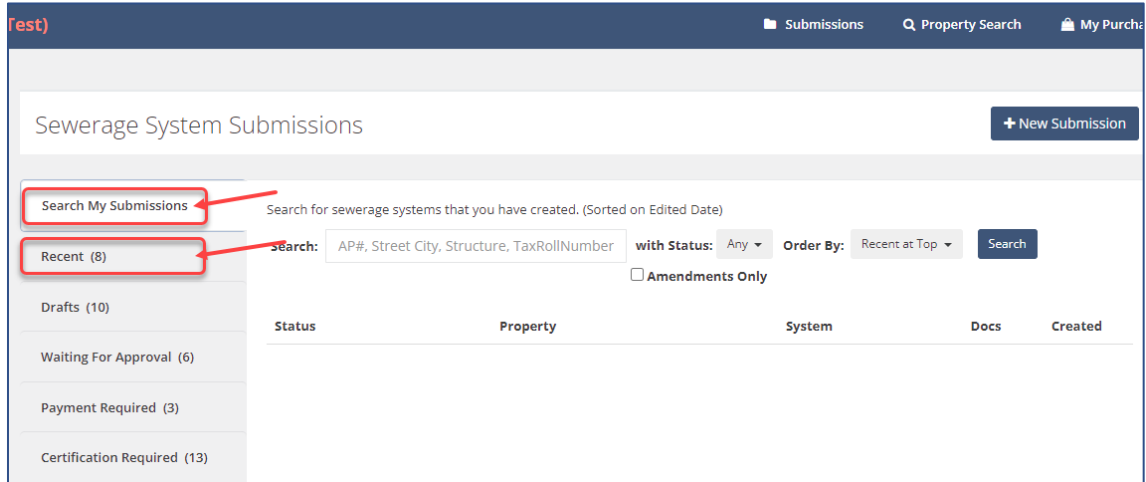 Test)
Submissions
Property Search
My Purcha
Sewerage System Submissions
+ New Submission
Search My Submissions
Recent (8)
Drafts (10)
Waiting For Approval (6)
Payment Required (3)
Certification Required (13)
Search for sewerage systems that you have created. (Sorted on Edited Date)
Search: AP#, Street City, Structure, TaxRollNumber with Status: Any Order By: Recent at Top Search
Amendments Only
Status Property System Docs Created